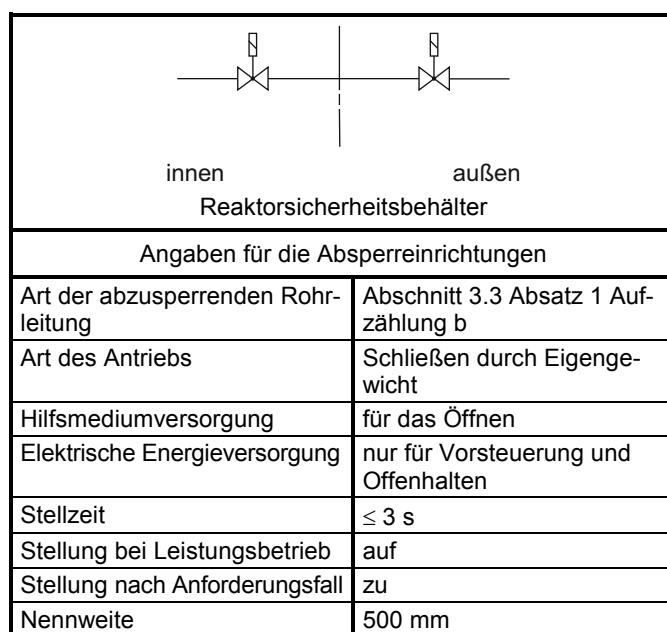 innen außen
Reaktorsicherheitsbehälter
Angaben für die Absperreinrichtungen
Art der abzusperrenden Rohr-
leitung
Abschnitt 3.3 Absatz 1 Auf-
zählung b
Art des Antriebs
Schließen durch Eigenge-
wicht
Hilfsmediumversorgung
für das Öffnen
Elektrische Energieversorgung
nur für Vorsteuerung und
Offenhalten
Stellzeit
≤ 3 s
Stellung bei Leistungsbetrieb
auf
Stellung nach Anforderungsfall
zu
Nennweite
500 mm